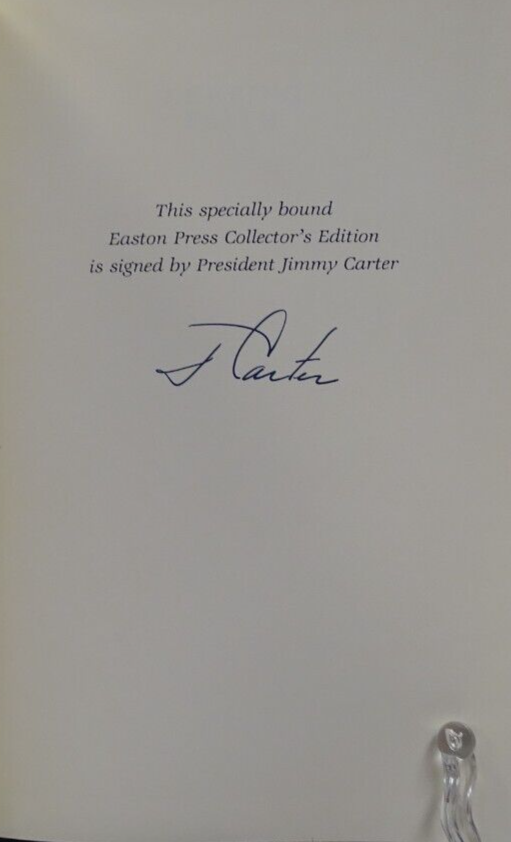 This specially bound
Easton Press Collector's Edition
is signed by President Jimmy Carter
J Carter